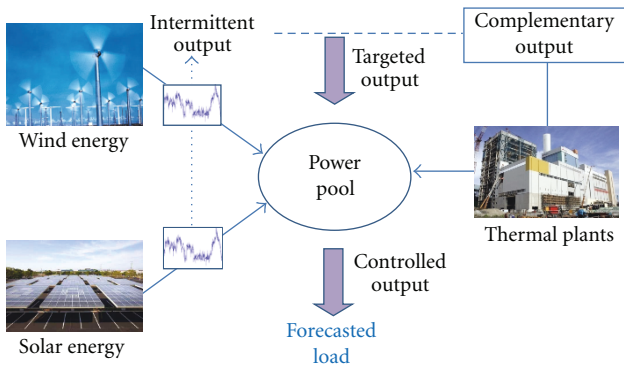 Intermittent
output
Complementary
output
Targeted
output
Wind energy
Power
pool
Thermal plants
Controlled
output
Solar energy
Forecasted
load